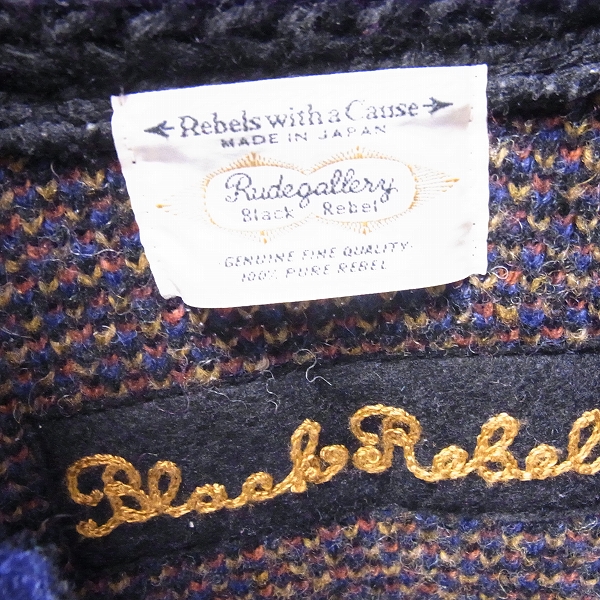 Rebels with a Cause
MADE IN JAPAN
Rudegallery
Black Rebel
GENUINE FINE QUALITY.
100% PURE REBEL
Black Rebel